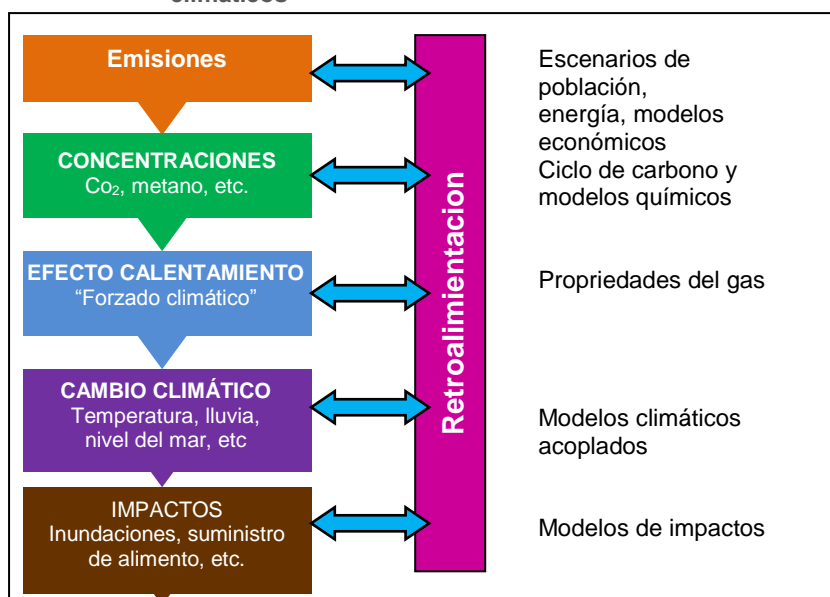 climáticos
Emisiones
CONCENTRACIONES
Co₂, metano, etc.
EFECTO CALENTAMIENTO
“Forzado climático”
CAMBIO CLIMÁTICO
Temperatura, lluvia,
nivel del mar, etc
IMPACTOS
Inundaciones, suministro
de alimento, etc.
Retroalimientacion
Escenarios de
población,
energía, modelos
económicos
Ciclo de carbono y
modelos químicos
Propriedades del gas
Modelos climáticos
acoplados
Modelos de impactos